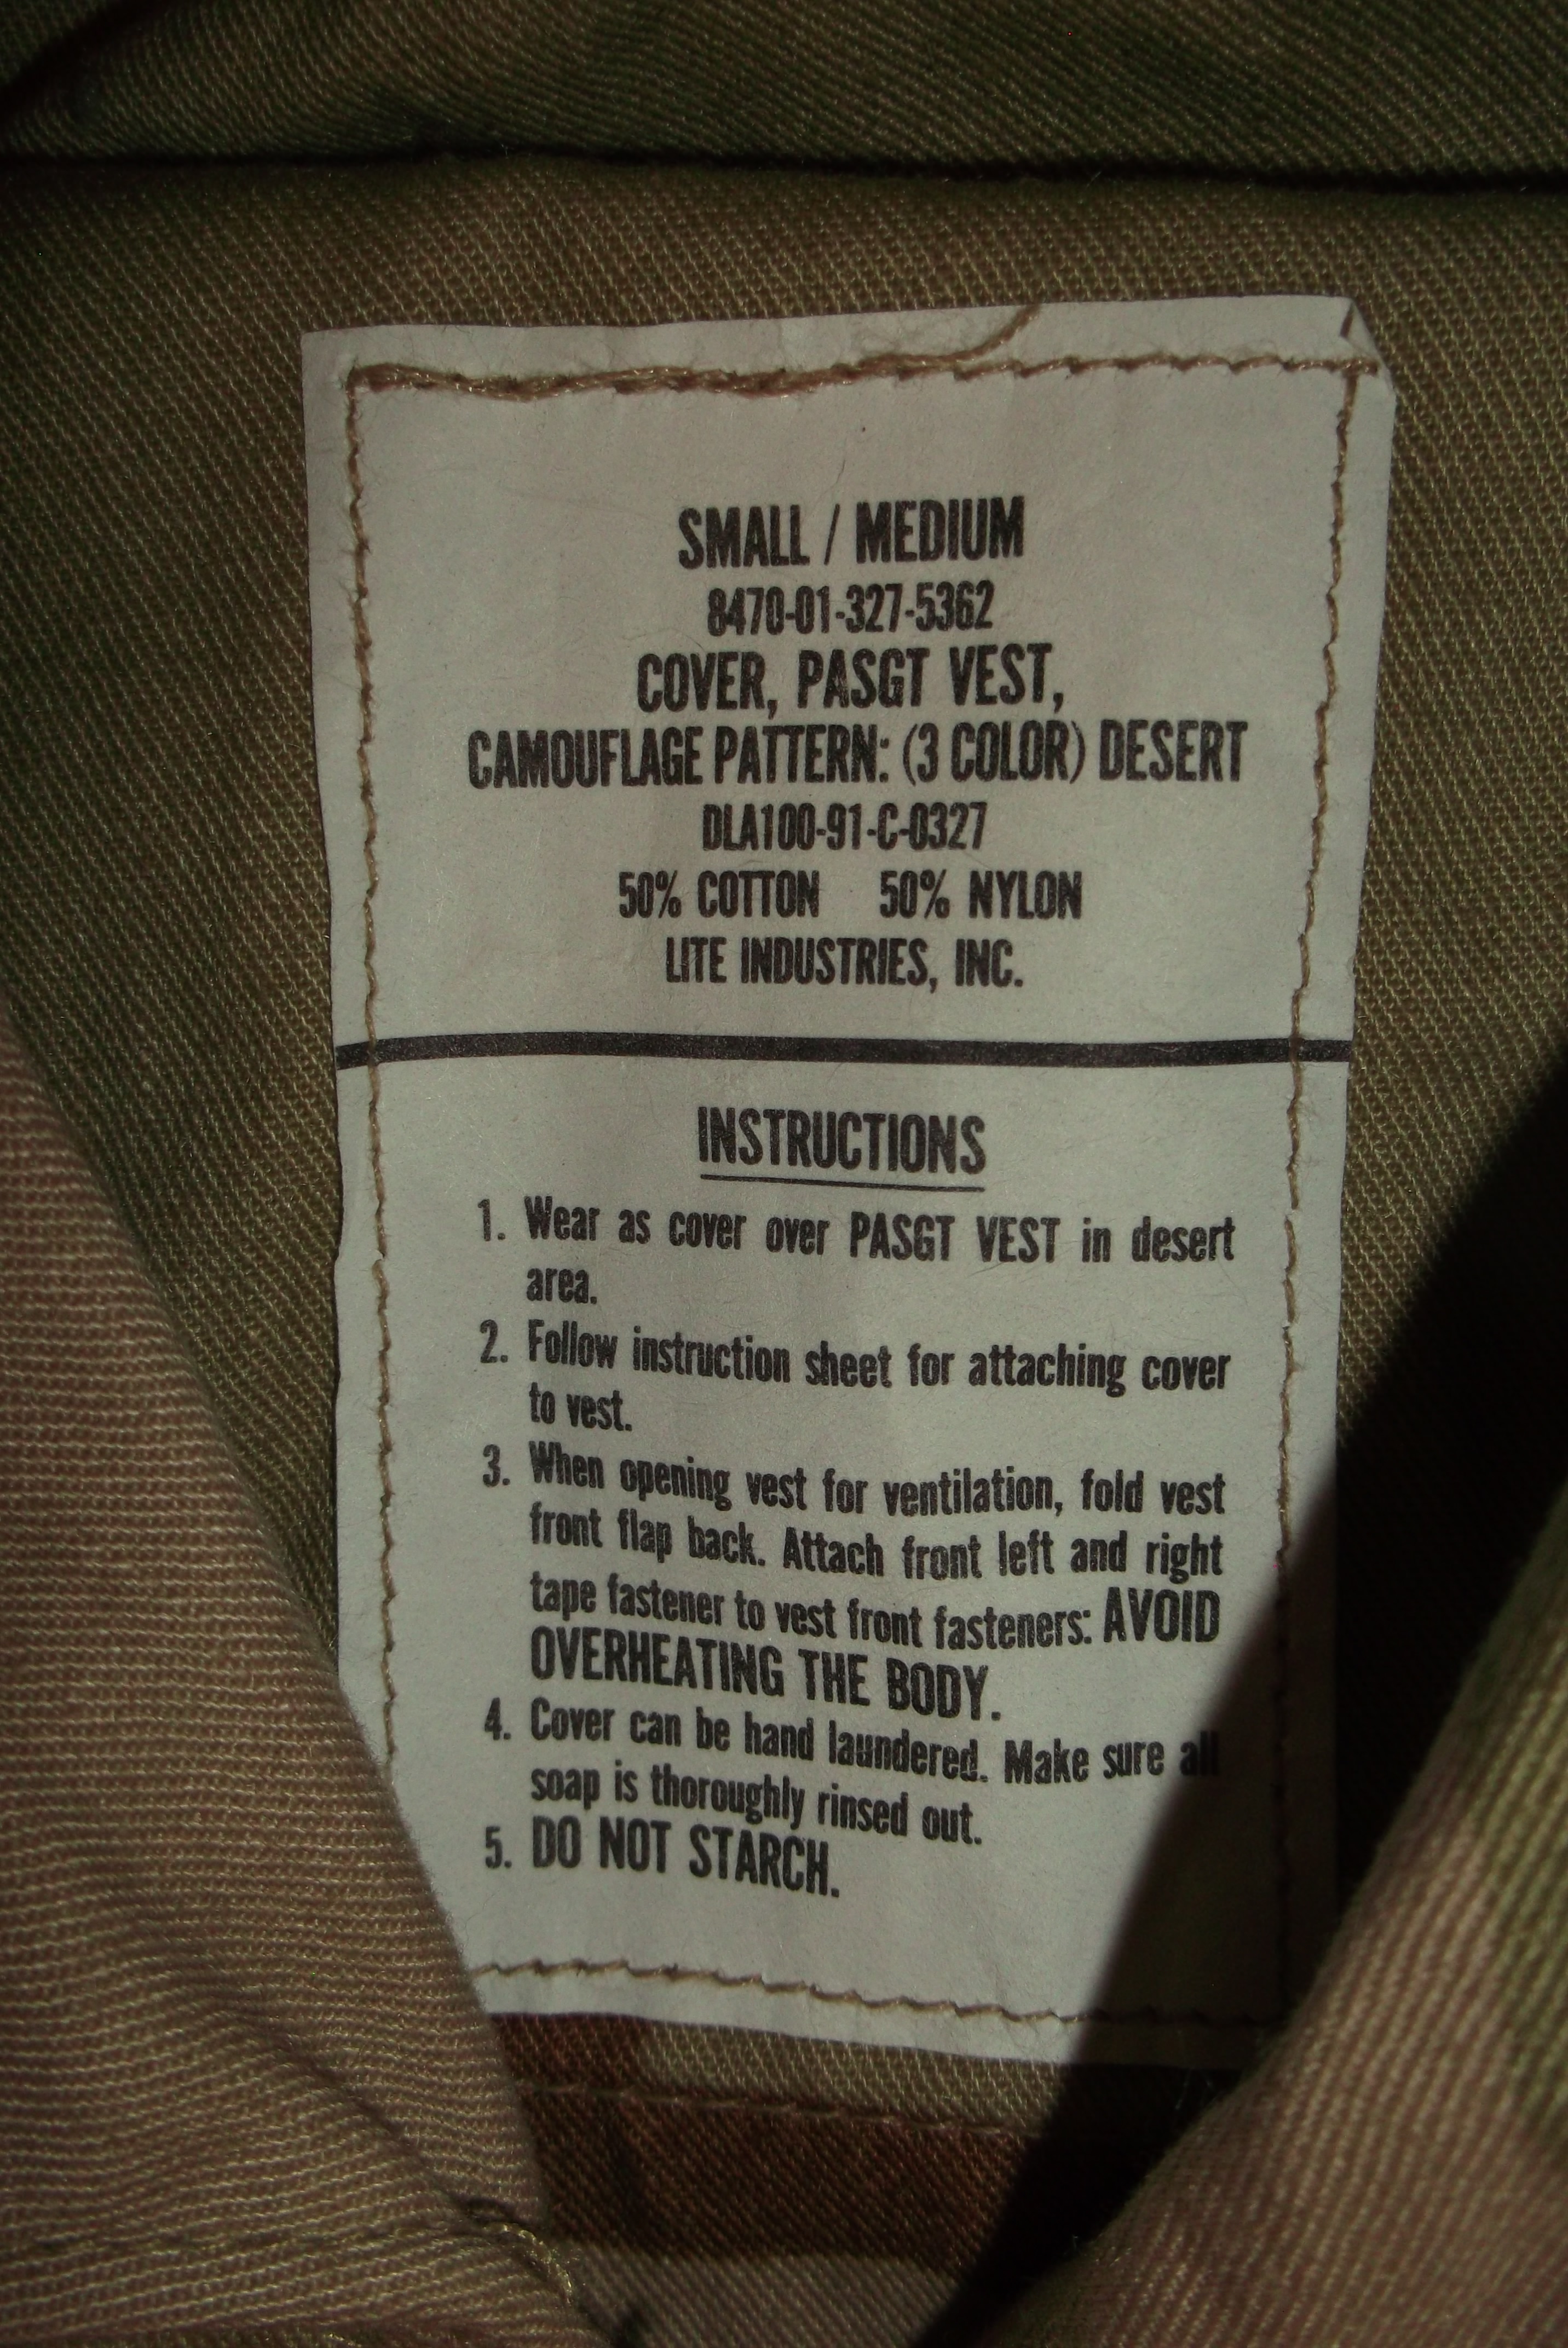 SMALL / MEDIUM
8470-01-327-5362
COVER, PASGT VEST,
CAMOUFLAGE PATTERN: (3 COLOR) DESERT
DLA100-91-C-0327
50% COTTON 50% NYLON
LITE INDUSTRIES, INC.
INSTRUCTIONS
1. Wear as cover over PASGT VEST in desert
area.
2. Follow instruction sheet for attaching cover
to vest.
3. When opening vest for ventilation, fold vest
front flap back. Attach front left and right
tape fastener to vest front fasteners: AVOID
OVERHEATING THE BODY.
4. Cover can be hand laundered. Make sure all
soap is thoroughly rinsed out.
5. DO NOT STARCH.